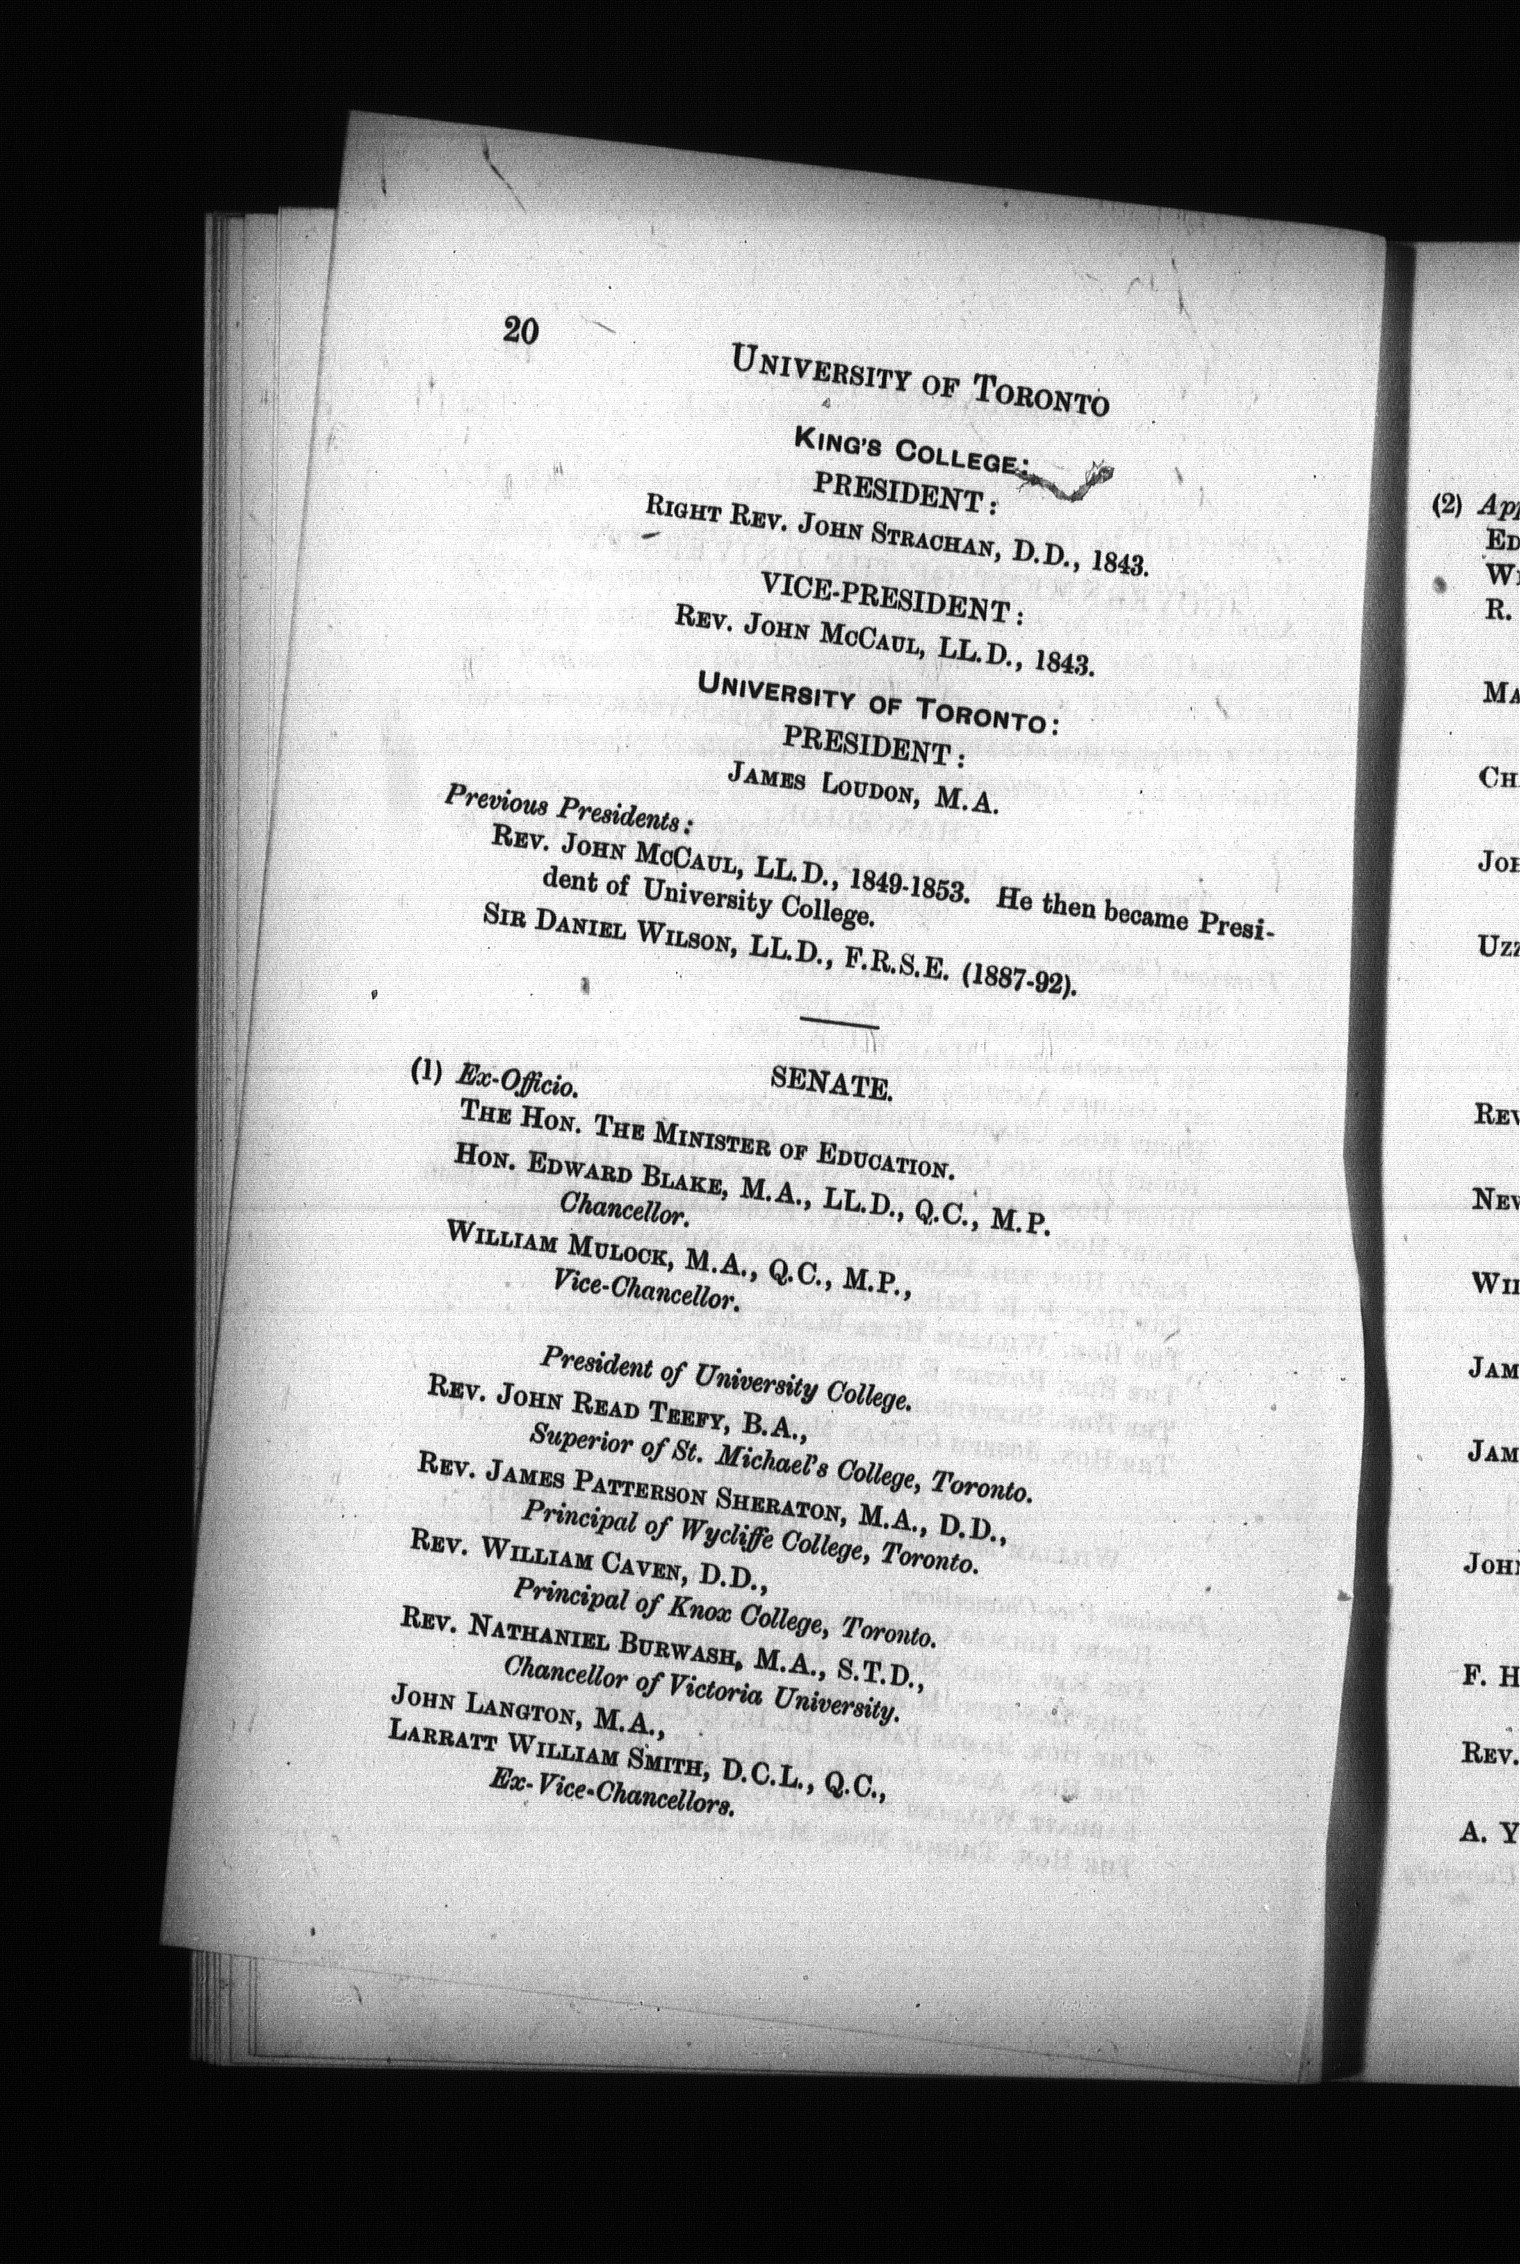 20
UNIVERSITY OF TORONTO
KING'S COLLEGE:
PRESIDENT:
RIGHT REV. JOHN STRACHAN, D.D., 1843.
VICE-PRESIDENT:
REV. JOHN MCCAUL, LL.D., 1843.
UNIVERSITY OF TORONTO:
PRESIDENT:
JAMES LOUDON, M.A.
Previous Presidents:
REV. JOHN MCCAUL, LL.D., 1849-1853. He then became Presi-
dent of University College.
SIR DANIEL WILSON, LL.D., F.R.S.E. (1887-92).
SENATE.
(1) Ex-Officio.
THE HON. THE MINISTER OF EDUCATION.
HON. EDWARD BLAKE, M.A., LL.D., Q.C., M.P.
Chancellor.
WILLIAM MULOCK, M.A., Q.C., M.P.,
Vice-Chancellor.
President of University College.
REV. JOHN READ TEEFY, B.A.,
Superior of St. Michael's College, Toronto.
REV. JAMES PATTERSON SHERATON, M.A., D.D.,
Principal of Wycliffe College, Toronto.
REV. WILLIAM CAVEN, D.D.,
Principal of Knox College, Toronto.
REV. NATHANIEL BURWASH, M.A., S.T.D.,
Chancellor of Victoria University.
JOHN LANGTON, M.A.,
LARRATT WILLIAM SMITH, D.C.L., Q.C.,
Ex-Vice-Chancellors.
(2)
R.
REV
JAM
JAM
JOHN
F. H
REV.
A. Y